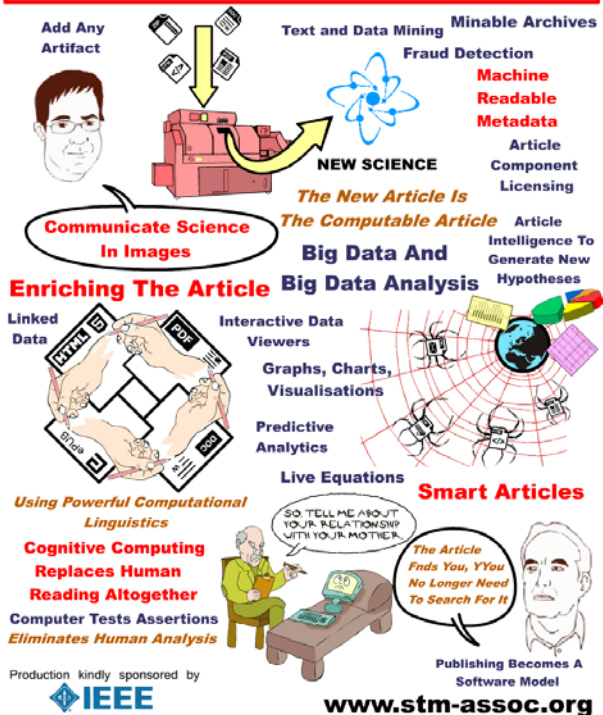 Add Any
Artifact
Text and Data Mining
Minable Archives
Fraud Detection
Machine
Readable
Metadata
NEW SCIENCE
Article
Component
Licensing
The New Article Is
The Computable Article
Communicate Science
In Images
Article
Intelligence To
Generate New
Hypotheses
Big Data And
Big Data Analysis
Enriching The Article
Linked
Data
HTML 5
PDF
ePUB
DOC
W
Interactive Data
Viewers
Graphs, Charts,
Visualisations
Predictive
Analytics
Live Equations
Smart Articles
Using Powerful Computational
Linguistics
Cognitive Computing
Replaces Human
Reading Altogether
Computer Tests Assertions
Eliminates Human Analysis
SO, TELL ME ABOUT
YOUR RELATIONSHIP
WITH YOUR MOTHER.
The Article
Fnds You, YYou
No Longer Need
To Search For It
Publishing Becomes A
Software Model
Production kindly sponsored by
IEEE
www.stm-assoc.org